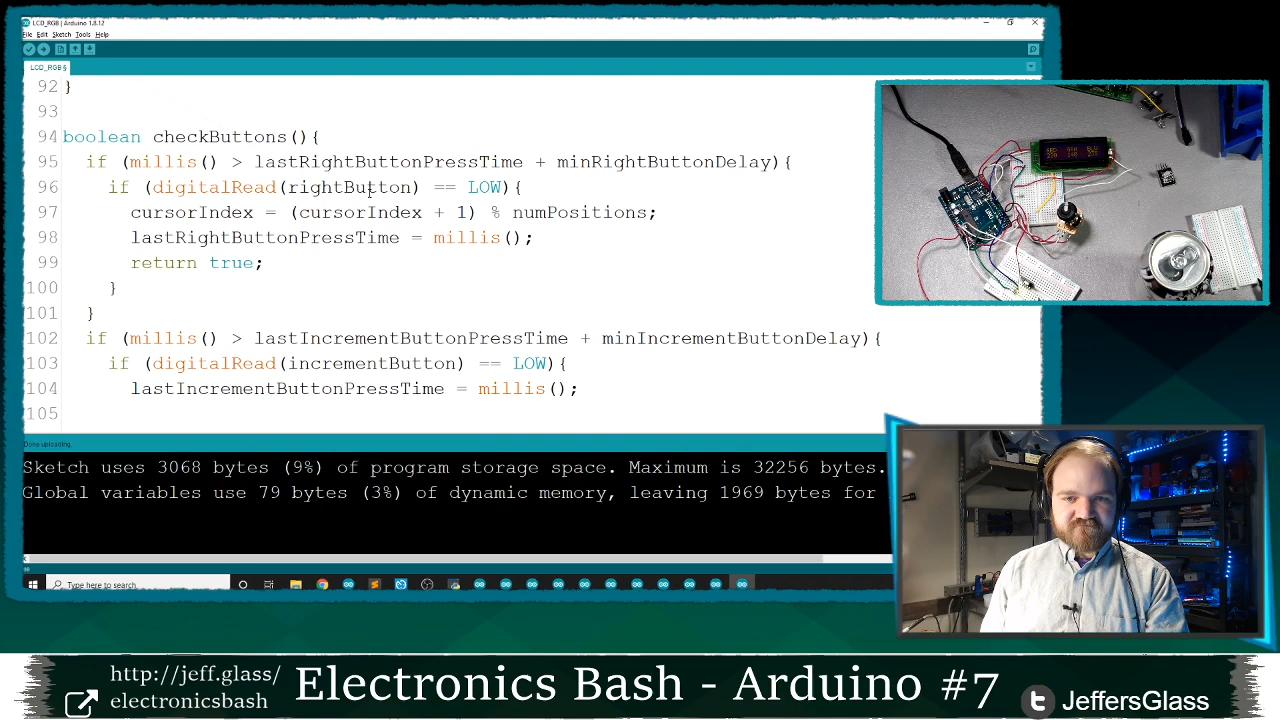 LCD_RGB | Arduino 1.8.12
File Edit Sketch Tools Help
LCD_RGB §
92 }
93
94 boolean checkButtons(){
95 if (millis() > lastRightButtonPressTime + minRightButtonDelay){
96 if (digitalRead(rightButton) == LOW){
97 cursorIndex = (cursorIndex + 1) % numPositions;
98 lastRightButtonPressTime = millis();
99 return true;
100 }
101 }
102 if (millis() > lastIncrementButtonPressTime + minIncrementButtonDelay){
103 if (digitalRead(incrementButton) == LOW){
104 lastIncrementButtonPressTime = millis();
105
Done uploading.
Sketch uses 3068 bytes (9%) of program storage space. Maximum is 32256 bytes.
Global variables use 79 bytes (3%) of dynamic memory, leaving 1969 bytes for
Type here to search
http://jeff.glass/
electronicsbash
Electronics Bash - Arduino #7
JeffersGlass